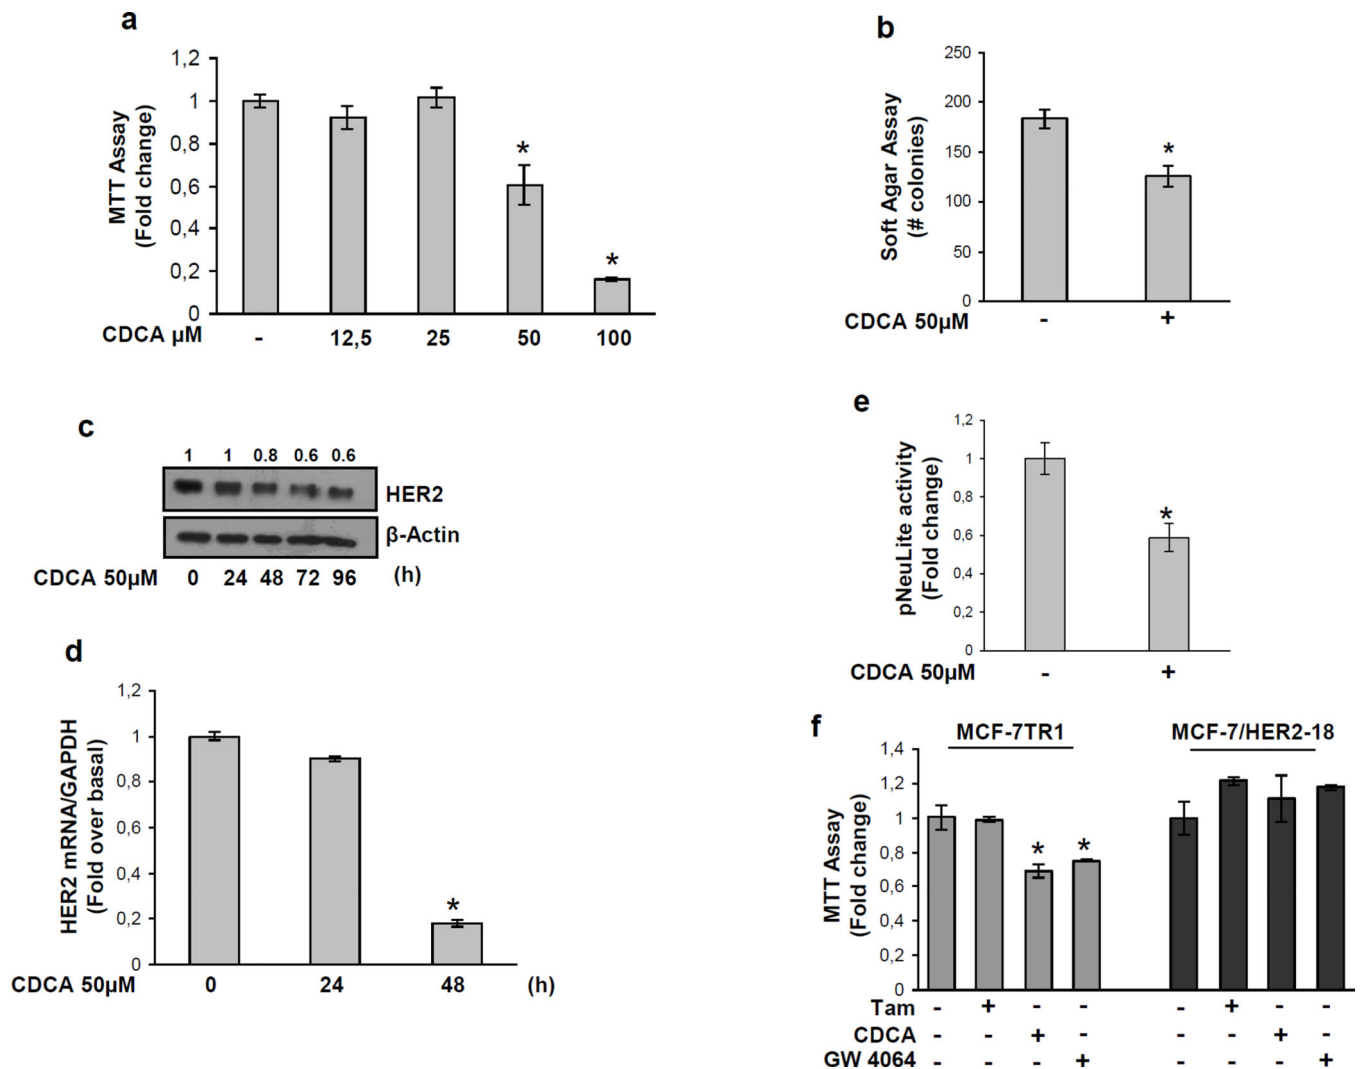 a
MTT Assay
(Fold change)
1,2
1
0,8
0,6
0,4
0,2
0
*
*
CDCA µM
- 12,5 25 50 100
b
Soft Agar Assay
(# colonies)
250
200
150
100
50
0
*
CDCA 50µM - +
c
1 1 0.8 0.6 0.6
HER2
β-Actin
CDCA 50µM 0 24 48 72 96 (h)
d
HER2 mRNA/GAPDH
(Fold over basal)
1,2
1
0,8
0,6
0,4
0,2
0
*
CDCA 50µM 0 24 48 (h)
e
pNeuLite activity
(Fold change)
1,2
1
0,8
0,6
0,4
0,2
0
*
CDCA 50µM - +
f
MCF-7TR1 MCF-7/HER2-18
MTT Assay
(Fold change)
1,4
1,2
1
0,8
0,6
0,4
0,2
0
* *
Tam - + - - - + - -
CDCA - - + - - - + -
GW 4064 - - - + - - - +